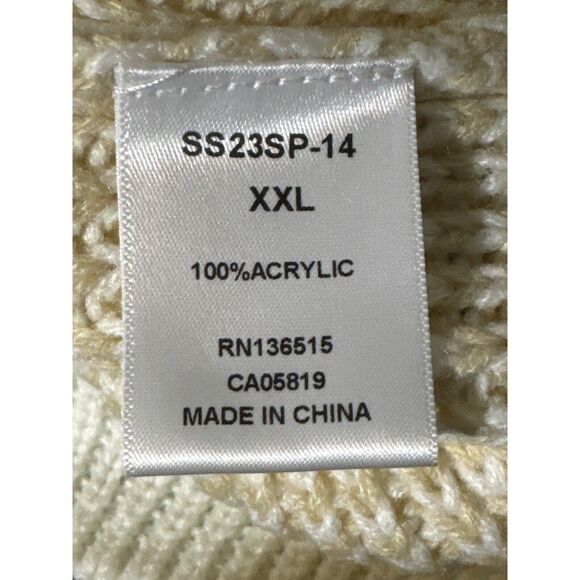 SS23SP-14
XXL
100%ACRYLIC
RN136515
CA05819
MADE IN CHINA